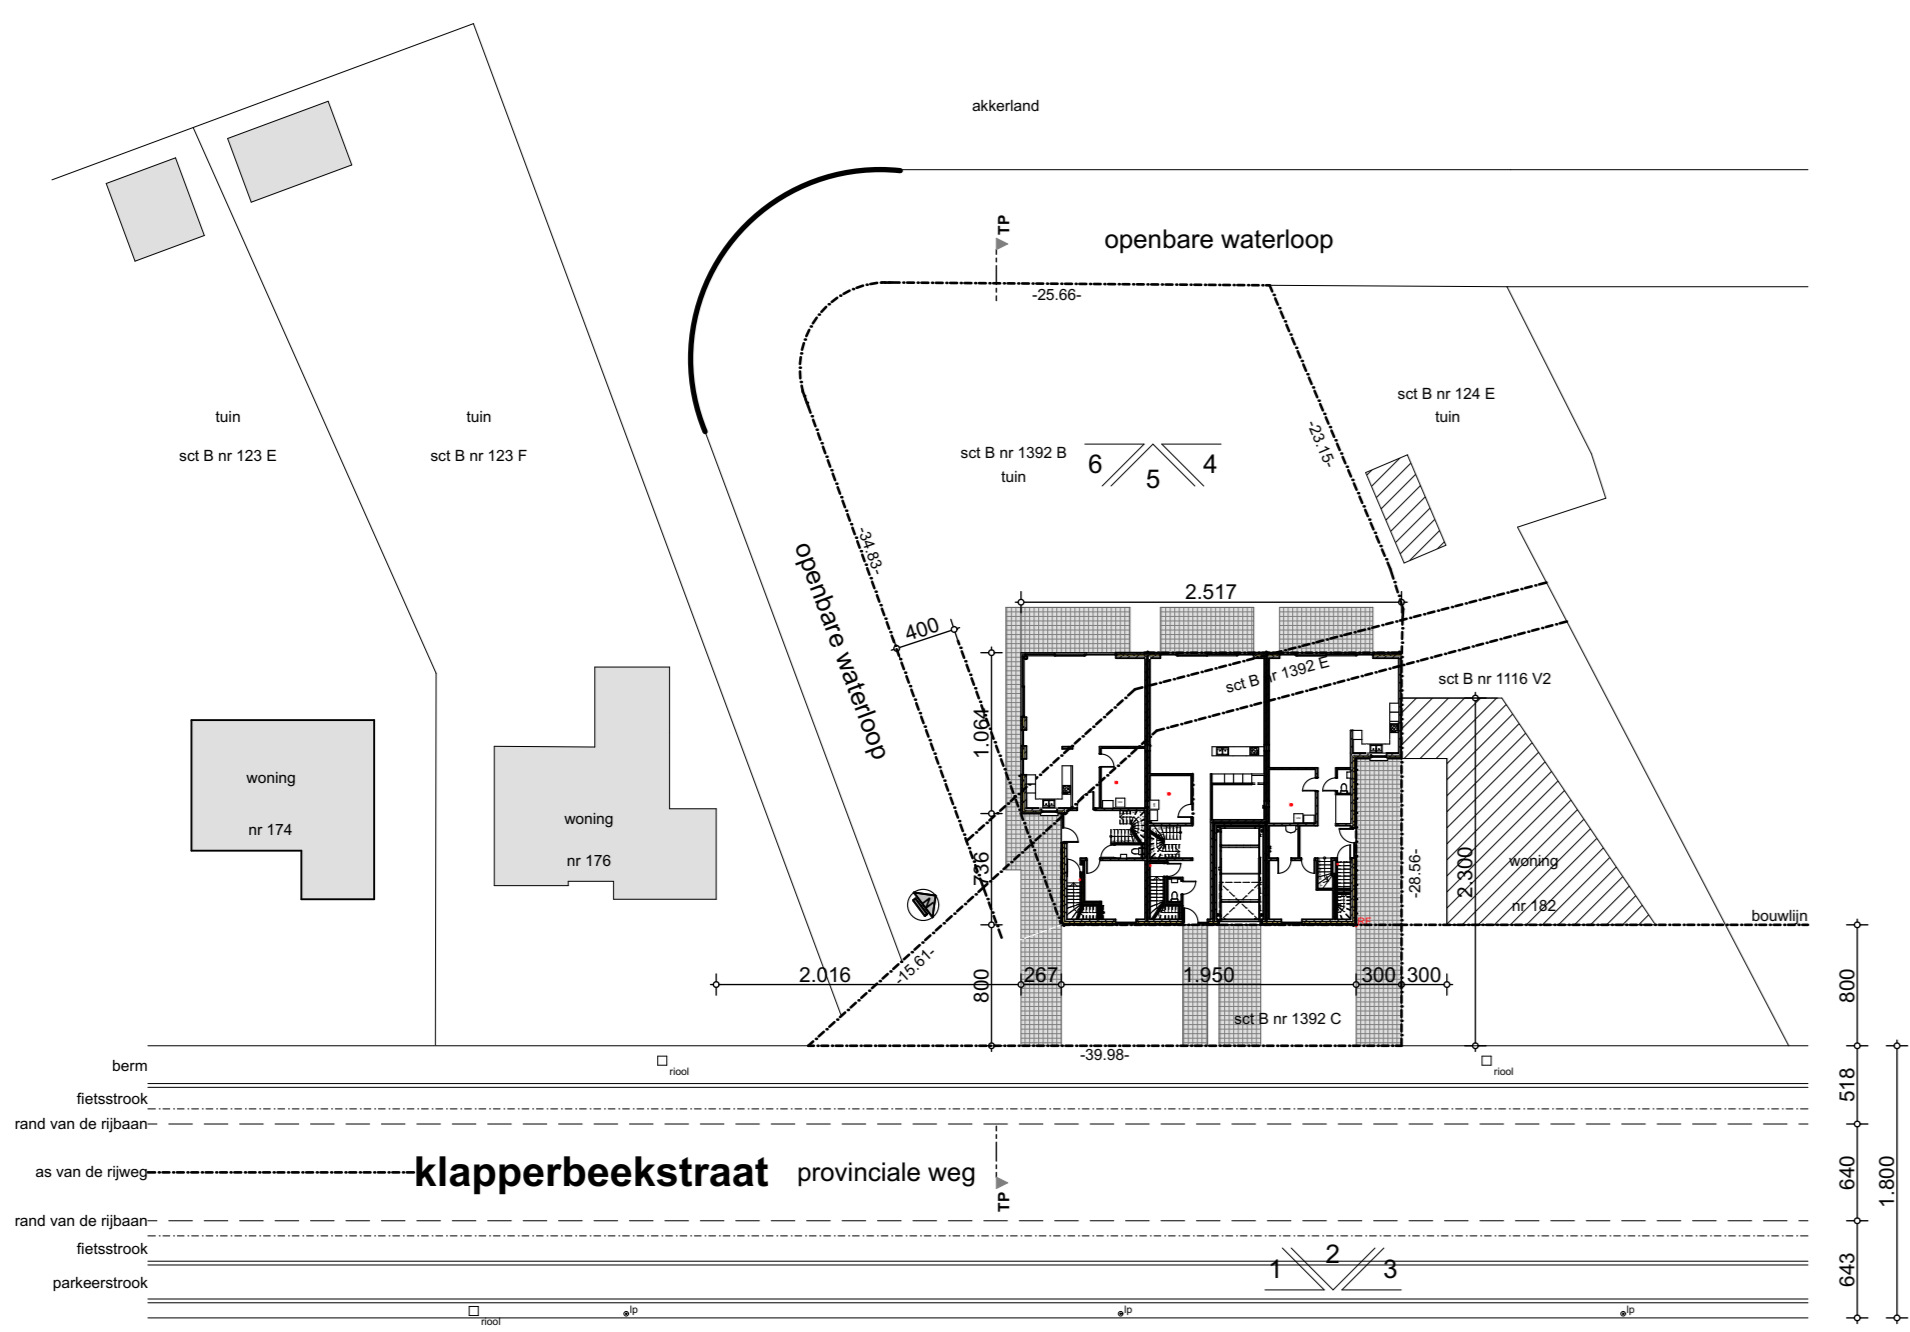 akkerland
TP
openbare waterloop
-25.66-
tuin
sct B nr 123 E
tuin
sct B nr 123 F
sct B nr 1392 B
tuin
6
5
4
sct B nr 124 E
tuin
-23.15-
-34.83-
openbare waterloop
400
2.517
sct B nr 1392 E
sct B nr 1116 V2
1.064
736
woning
nr 174
woning
nr 176
-28.56-
2.300
woning
nr 182
bouwlijn
RF
-15.61-
2.016
267
1.950
300
300
800
sct B nr 1392 C
800
-39.98-
berm
riool
riool
518
fietsstrook
rand van de rijbaan
as van de rijweg
klapperbeekstraat
provinciale weg
TP
640
1.800
rand van de rijbaan
fietsstrook
1
2
3
parkeerstrook
643
riool
lp
lp
lp